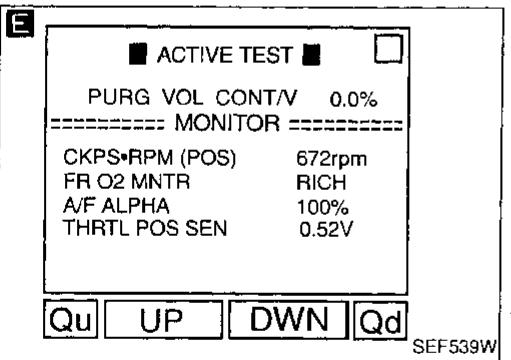 E
ACTIVE TEST
PURG VOL CONT/V 0.0%
========== MONITOR ==========
CKPS•RPM (POS) 672rpm
FR O2 MNTR RICH
A/F ALPHA 100%
THRTL POS SEN 0.52V
Qu UP DWN Qd
SEF539W